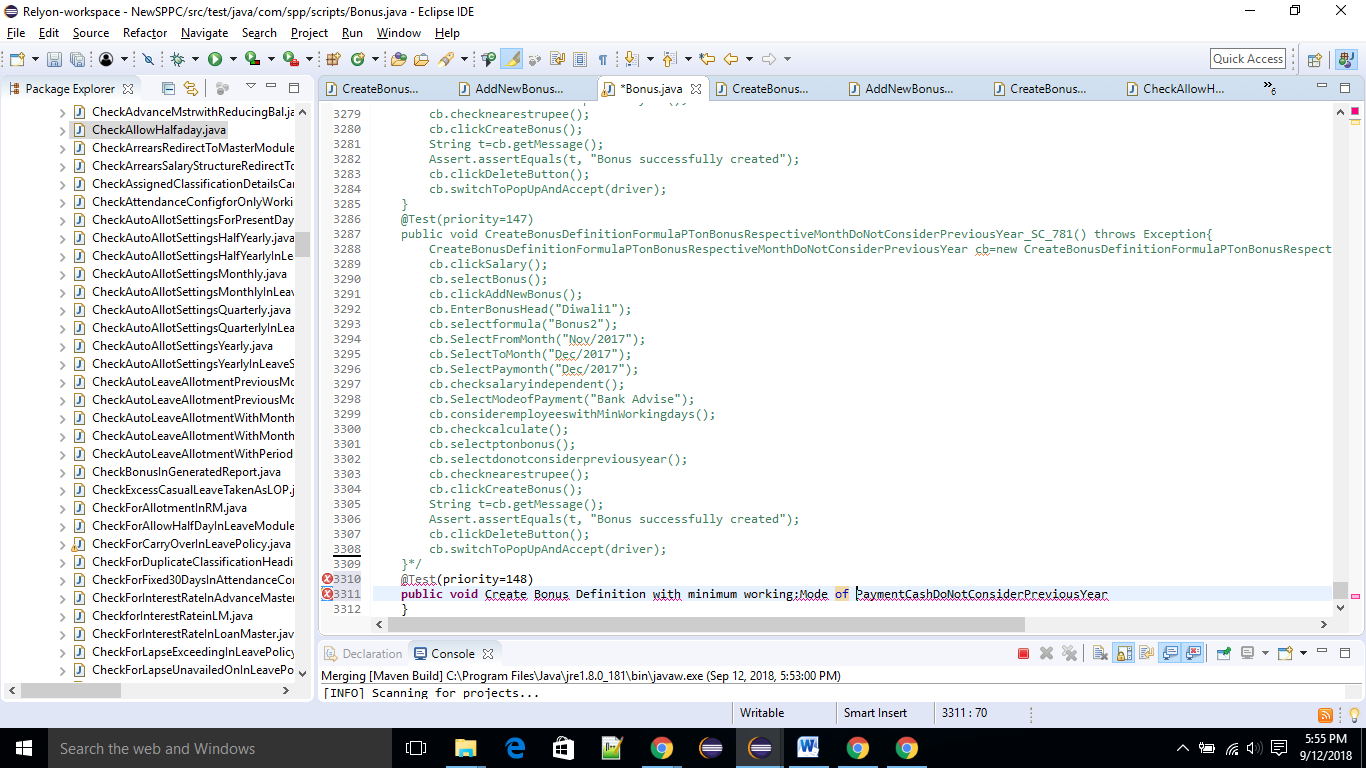 Relyon-workspace - NewSPPC/src/test/java/com/spp/scripts/Bonus.java - Eclipse IDE
File Edit Source Refactor Navigate Search Project Run Window Help
Quick Access
Package Explorer
CreateBonus... AddNewBonus... *Bonus.java CreateBonus... AddNewBonus... CreateBonus... CheckAllowH... »6
CheckAdvanceMstrwithReducingBal.ja
CheckAllowHalfaday.java
CheckArrearsRedirectToMasterModule
CheckArrearsSalaryStructureRedirectTo
CheckAssignedClassificationDetailsCar
CheckAttendanceConfigforOnlyWorki
CheckAutoAllotSettingsForPresentDay
CheckAutoAllotSettingsHalfYearly.java
CheckAutoAllotSettingsHalfYearlyInLe
CheckAutoAllotSettingsMonthly.java
CheckAutoAllotSettingsMonthlyInLeav
CheckAutoAllotSettingsQuarterly.java
CheckAutoAllotSettingsQuarterlyInLea
CheckAutoAllotSettingsYearly.java
CheckAutoAllotSettingsYearlyInLeaveS
CheckAutoLeaveAllotmentPreviousMo
CheckAutoLeaveAllotmentPreviousMo
CheckAutoLeaveAllotmentWithMonth
CheckAutoLeaveAllotmentWithMonth
CheckAutoLeaveAllotmentWithPeriod
CheckBonusInGeneratedReport.java
CheckExcessCasualLeaveTakenAsLOP.j
CheckForAllotmentInRM.java
CheckForAllowHalfDayInLeaveModule
CheckForCarryOverInLeavePolicy.java
CheckForDuplicateClassificationHeadi
CheckForFixed30DaysInAttendanceCor
CheckForInterestRateInAdvanceMaster
CheckforInterestRateinLM.java
CheckForInterestRateInLoanMaster.jav
CheckForLapseExceedingInLeavePolicy
CheckForLapseUnavailedOnInLeavePo
3279 cb.checknearestrupee();
3280 cb.clickCreateBonus();
3281 String t=cb.getMessage();
3282 Assert.assertEquals(t, "Bonus successfully created");
3283 cb.clickDeleteButton();
3284 cb.switchToPopUpAndAccept(driver);
3285 }
3286 @Test(priority=147)
3287 public void CreateBonusDefinitionFormulaPTonBonusRespectiveMonthDoNotConsiderPreviousYear_SC_781() throws Exception{
3288 CreateBonusDefinitionFormulaPTonBonusRespectiveMonthDoNotConsiderPreviousYear cb=new CreateBonusDefinitionFormulaPTonBonusRespect
3289 cb.clickSalary();
3290 cb.selectBonus();
3291 cb.clickAddNewBonus();
3292 cb.EnterBonusHead("Diwali1");
3293 cb.selectformula("Bonus2");
3294 cb.SelectFromMonth("Nov/2017");
3295 cb.SelectToMonth("Dec/2017");
3296 cb.SelectPaymonth("Dec/2017");
3297 cb.checksalaryindependent();
3298 cb.SelectModeofPayment("Bank Advise");
3299 cb.consideremployeeswithMinWorkingdays();
3300 cb.checkcalculate();
3301 cb.selectptonbonus();
3302 cb.selectdonotconsiderpreviousyear();
3303 cb.checknearestrupee();
3304 cb.clickCreateBonus();
3305 String t=cb.getMessage();
3306 Assert.assertEquals(t, "Bonus successfully created");
3307 cb.clickDeleteButton();
3308 cb.switchToPopUpAndAccept(driver);
3309 }*/
3310 @Test(priority=148)
3311 public void Create Bonus Definition with minimum working:Mode of PaymentCashDoNotConsiderPreviousYear
3312 }
Declaration Console
Merging [Maven Build] C:\Program Files\Java\jre1.8.0_181\bin\javaw.exe (Sep 12, 2018, 5:53:00 PM)
[INFO] Scanning for projects...
Writable Smart Insert 3311 : 70
Search the web and Windows
5:55 PM
9/12/2018